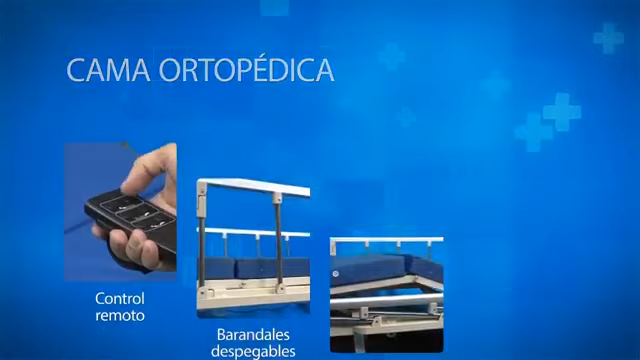 CAMA ORTOPÉDICA
Control
remoto
Barandales
despegables